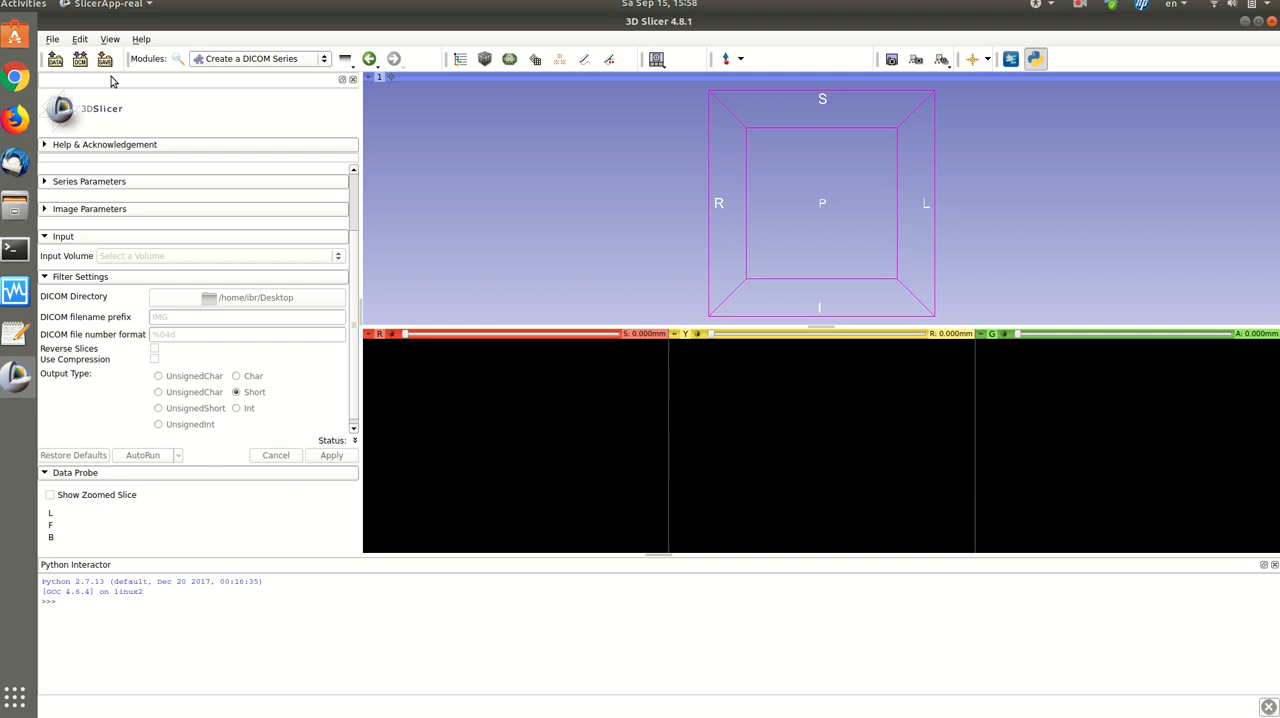 Activities SlicerApp-real Sa Sep 15, 15:58 en
3D Slicer 4.8.1
File Edit View Help
DATA DCM SAVE Modules: Create a DICOM Series
1
3DSlicer
Help & Acknowledgement
Series Parameters
Image Parameters
Input
Input Volume Select a Volume
Filter Settings
DICOM Directory /home/ibr/Desktop
DICOM filename prefix IMG
DICOM file number format %04d
Reverse Slices
Use Compression
Output Type:
UnsignedChar Char
UnsignedChar Short
UnsignedShort Int
UnsignedInt
Status:
Restore Defaults AutoRun Cancel Apply
Data Probe
Show Zoomed Slice
L
F
B
S
R P L
I
R S: 0.000mm Y R: 0.000mm G A: 0.000mm
Python Interactor
Python 2.7.13 (default, Dec 20 2017, 00:16:35)
[GCC 4.6.4] on linux2
>>>